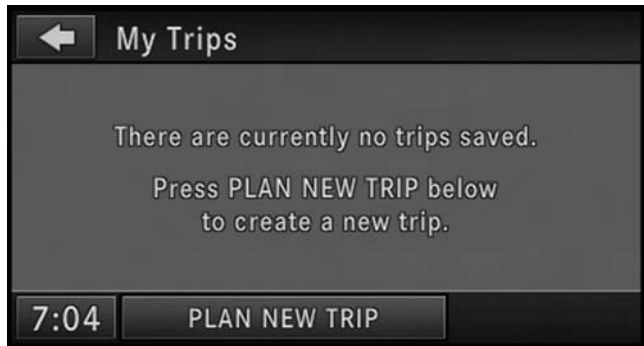 My Trips
There are currently no trips saved.
Press PLAN NEW TRIP below
to create a new trip.
7:04 PLAN NEW TRIP